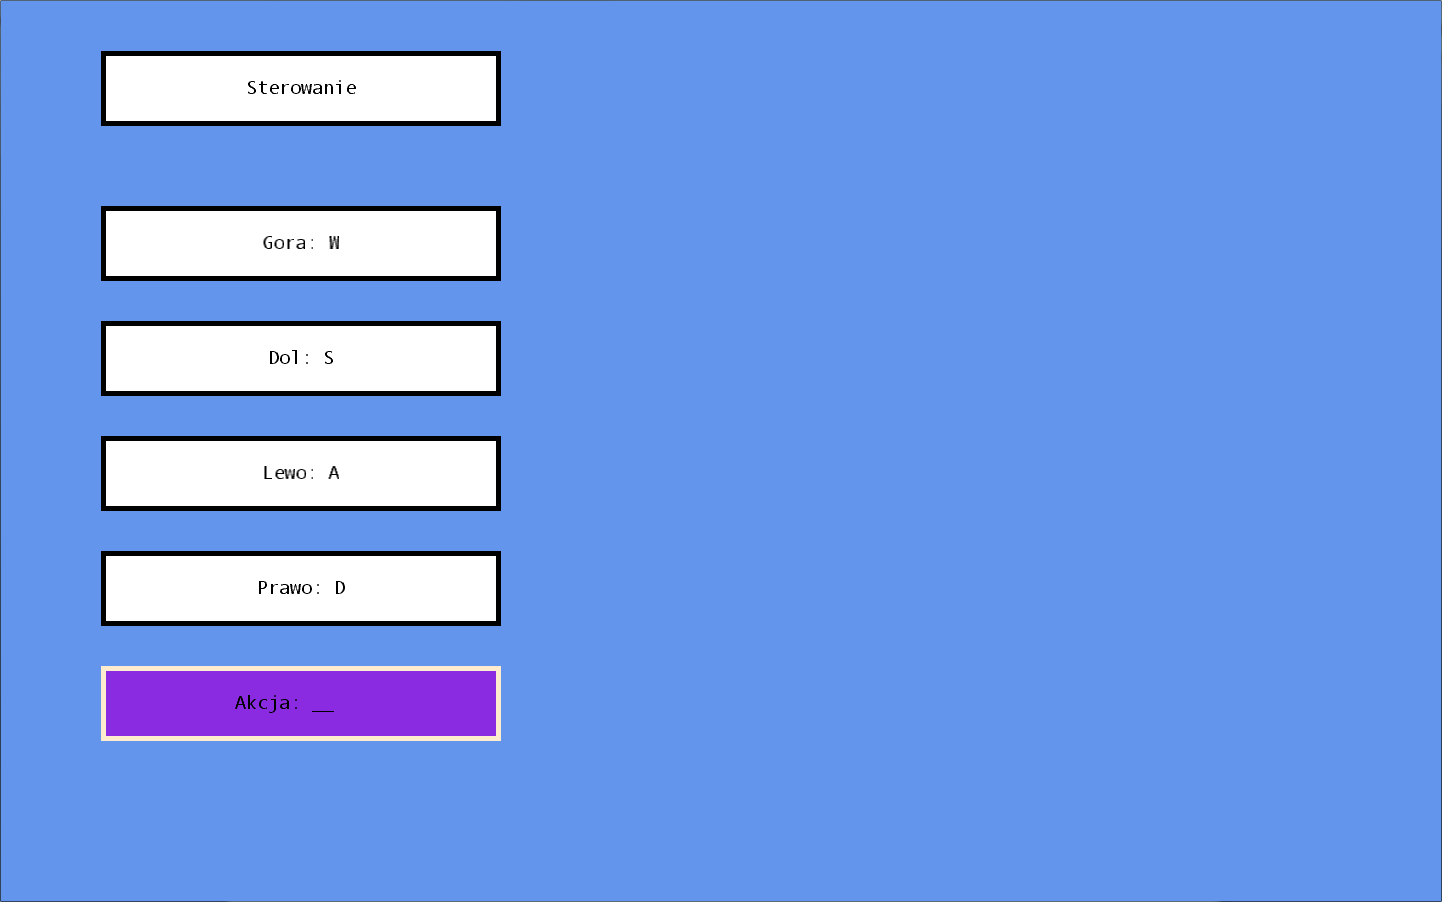 Sterowanie
Gora: W
Dol: S
Lewo: A
Prawo: D
Akcja: __